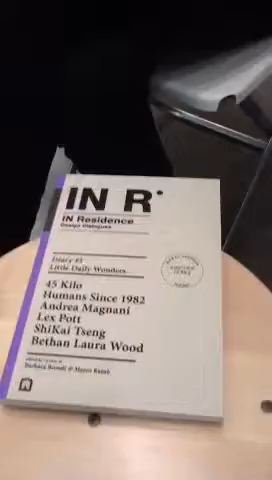 IN R•
IN Residence
Design Dialogues
Diary #3
Little Daily Wonders
45 Kilo
Humans Since 1982
Andrea Magnani
Lex Pott
ShiKai Tseng
Bethan Laura Wood
Barbara Brondi & Marco Rainò